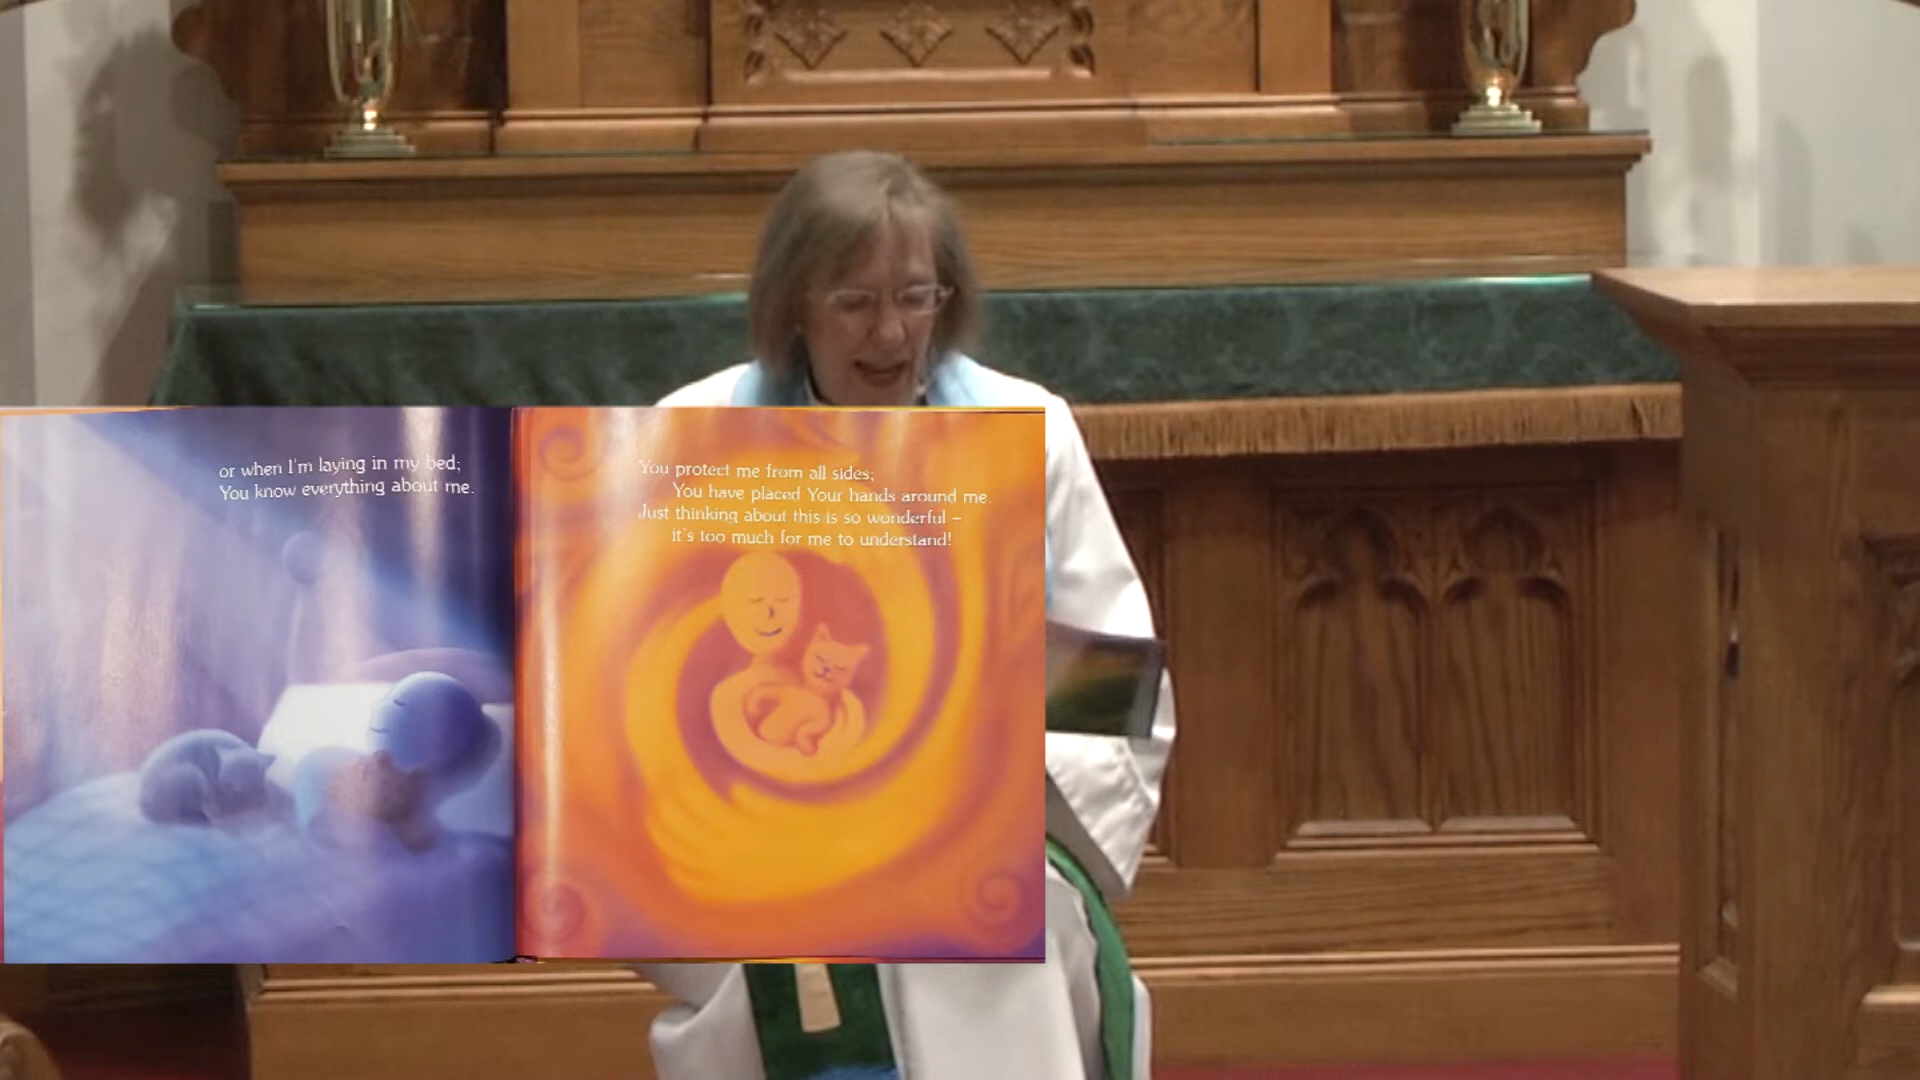 or when I'm laying in my bed;
You know everything about me.
You protect me from all sides;
You have placed Your hands around me.
Just thinking about this is so wonderful –
it's too much for me to understand!